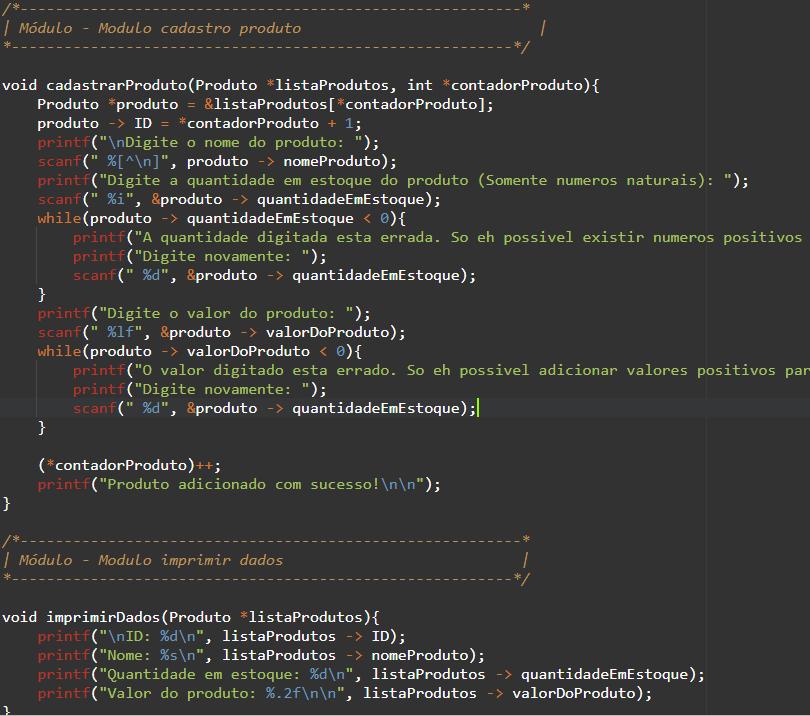 /*---------------------------------------------------------*
| Módulo - Modulo cadastro produto                           |
*---------------------------------------------------------*/
void cadastrarProduto(Produto *listaProdutos, int *contadorProduto){
    Produto *produto = &listaProdutos[*contadorProduto];
    produto -> ID = *contadorProduto + 1;
    printf("\nDigite o nome do produto: ");
    scanf(" %[^\n]", produto -> nomeProduto);
    printf("Digite a quantidade em estoque do produto (Somente numeros naturais): ");
    scanf(" %i", &produto -> quantidadeEmEstoque);
    while(produto -> quantidadeEmEstoque < 0){
        printf("A quantidade digitada esta errada. So eh possivel existir numeros positivos
        printf("Digite novamente: ");
        scanf(" %d", &produto -> quantidadeEmEstoque);
    }
    printf("Digite o valor do produto: ");
    scanf(" %lf", &produto -> valorDoProduto);
    while(produto -> valorDoProduto < 0){
        printf("O valor digitado esta errado. So eh possivel adicionar valores positivos par
        printf("Digite novamente: ");
        scanf(" %d", &produto -> quantidadeEmEstoque);
    }
    (*contadorProduto)++;
    printf("Produto adicionado com sucesso!\n\n");
}
/*---------------------------------------------------------*
| Módulo - Modulo imprimir dados                           |
*---------------------------------------------------------*/
void imprimirDados(Produto *listaProdutos){
    printf("\nID: %d\n", listaProdutos -> ID);
    printf("Nome: %s\n", listaProdutos -> nomeProduto);
    printf("Quantidade em estoque: %d\n", listaProdutos -> quantidadeEmEstoque);
    printf("Valor do produto: %.2f\n\n", listaProdutos -> valorDoProduto);
}